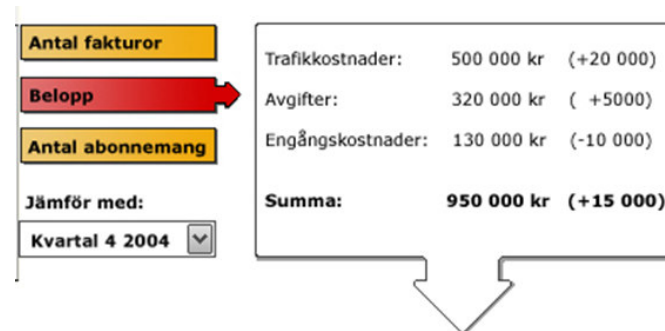 Antal fakturor
Belopp
Antal abonnemang
Jämför med:
Kvartal 4 2004
Trafikkostnader: 500 000 kr (+20 000)
Avgifter: 320 000 kr ( +5000)
Engångskostnader: 130 000 kr (-10 000)
Summa: 950 000 kr (+15 000)